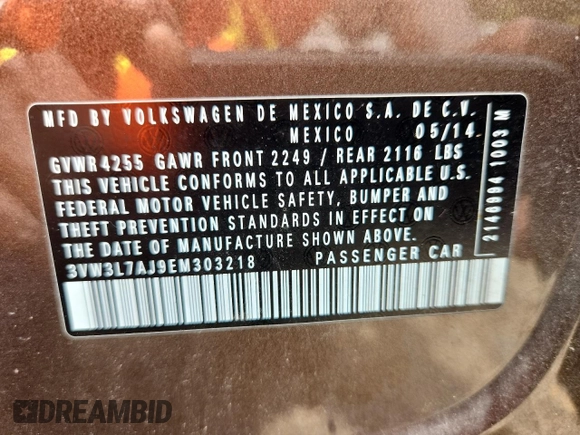 MFD BY VOLKSWAGEN DE MEXICO S.A. DE C.V.
MEXICO 05/14
GVWR 4255 GAWR FRONT 2249 / REAR 2116 LBS
THIS VEHICLE CONFORMS TO ALL APPLICABLE U.S.
FEDERAL MOTOR VEHICLE SAFETY, BUMPER AND
THEFT PREVENTION STANDARDS IN EFFECT ON
THE DATE OF MANUFACTURE SHOWN ABOVE.
3VW3L7AJ9EM303218 PASSENGER CAR
2140994 1003 M
DREAMBID